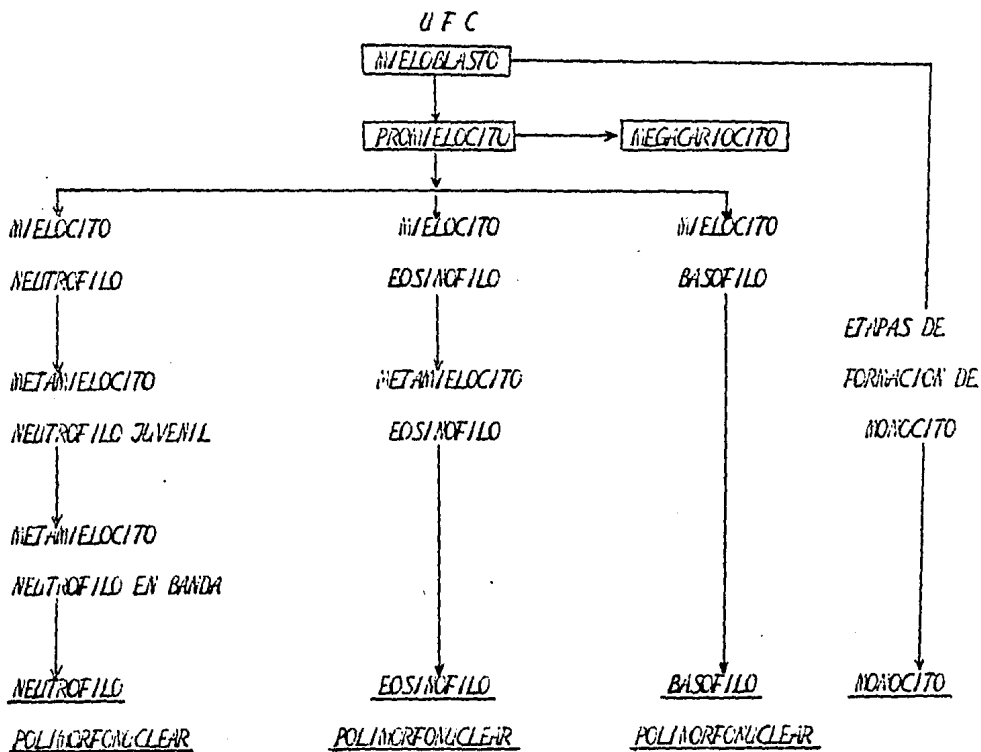 U F C
MIELOBLASTO
PROMIELOCITO
MEGACARIOCITO
MIELOCITO
NEUTROFILO
MIELOCITO
EOSINOFILO
MIELOCITO
BASOFILO
ETAPAS DE
FORMACION DE
MONOCITO
METAMIELOCITO
NEUTROFILO JUVENIL
METAMIELOCITO
EOSINOFILO
METAMIELOCITO
NEUTROFILO EN BANDA
NEUTROFILO
POLIMORFONUCLEAR
EOSINOFILO
POLIMORFONUCLEAR
BASOFILO
POLIMORFONUCLEAR
MONOCITO